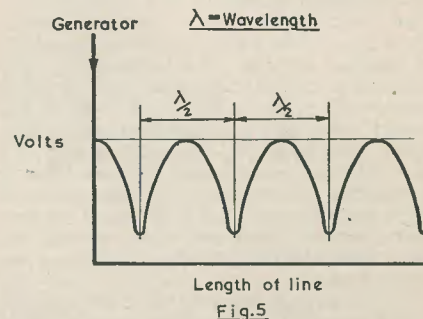 λ=Wavelength
Generator
λ/2 λ/2
Volts
Length of line
Fig.5